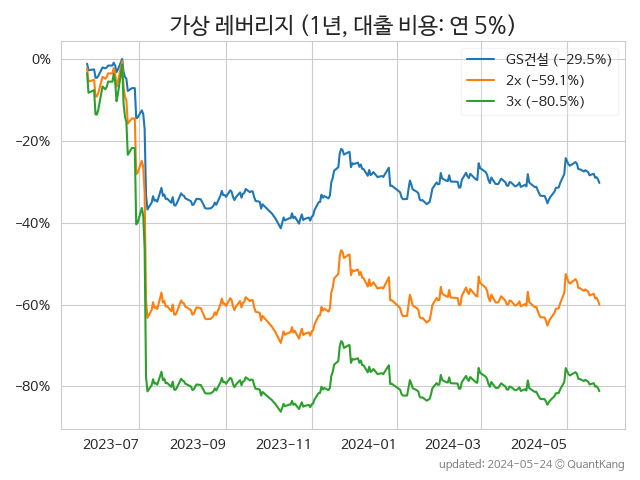 가상 레버리지 (1년, 대출 비용: 연 5%)
GS건설 (−29.5%)
2x (−59.1%)
3x (−80.5%)
0%
−20%
−40%
−60%
−80%
2023−07 2023−09 2023−11 2024−01 2024−03 2024−05
updated: 2024-05-24 © QuantKang